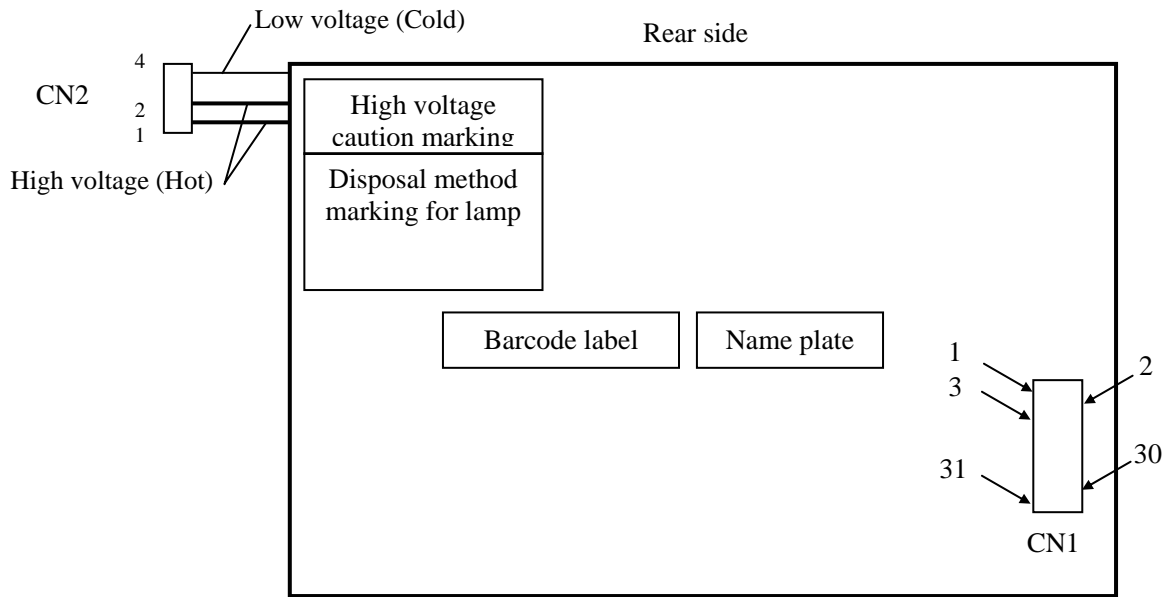 Low voltage (Cold)
Rear side
4
CN2
2
1
High voltage (Hot)
High voltage
caution marking
Disposal method
marking for lamp
Barcode label
Name plate
1
2
3
31
30
CN1